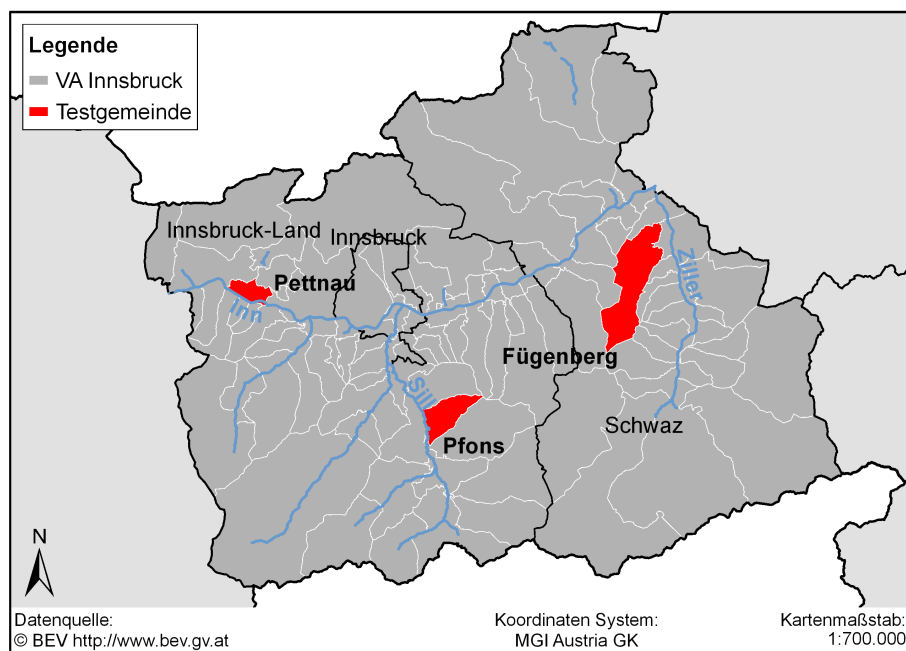 Legende
VA Innsbruck
Testgemeinde
Innsbruck-Land
Innsbruck
Pettnau
Inn
Ziller
Fügenberg
Sill
Schwaz
Pfons
N
Datenquelle:
© BEV http://www.bev.gv.at
Koordinaten System:
MGI Austria GK
Kartenmaßstab:
1:700.000